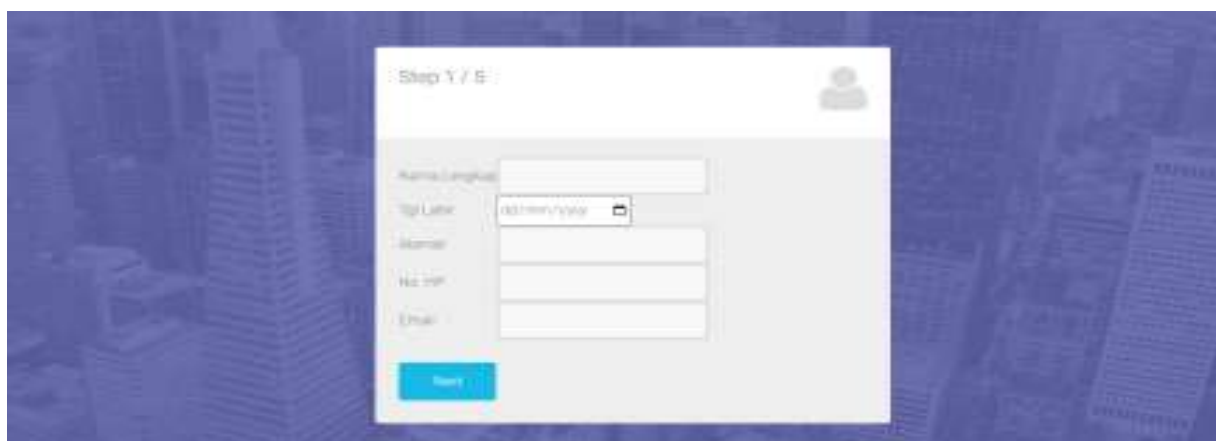 Step 1 / 5
Nama Lengkap
Tgl Lahir
dd/mm/yyyy
Alamat
No. HP
Email
Next